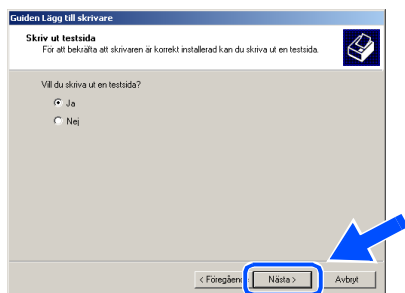 Guiden Lägg till skrivare
Skriv ut testsida
För att bekräfta att skrivaren är korrekt installerad kan du skriva ut en testsida.
Vill du skriva ut en testsida?
Ja
Nej
< Föregående Nästa > Avbryt